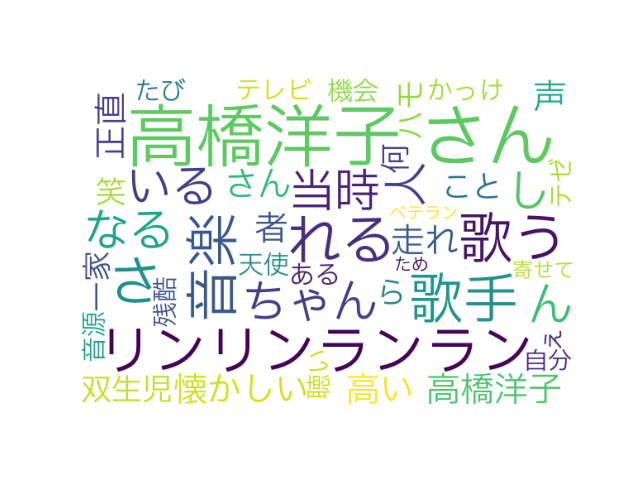 たび テレビ 機会 かっけ 声
正直 高橋洋子さん ハモ
笑 いる さん 当時 何 人 こと し テゼ
なる 音楽 者 れる ベテラン 走れ 歌う
一家 さ 残酷 天使 ある ため 寄せて
音源 ちゃん ら 歌手 ん
リンリンランラン え 自分
双生児 懐かしい 高い 高橋洋子